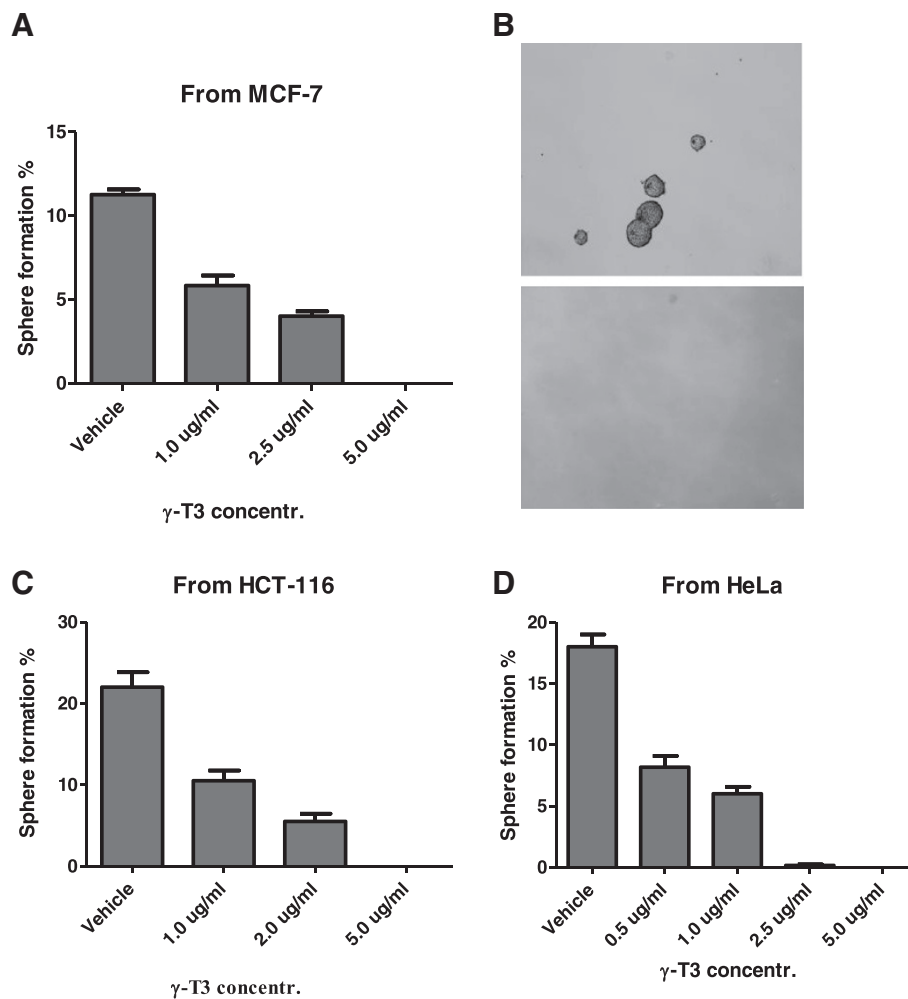 A
From MCF-7
Sphere formation %
15
10
5
0
Vehicle
1.0 ug/ml
2.5 ug/ml
5.0 ug/ml
γ-T3 concentr.
B
C
From HCT-116
Sphere formation %
30
20
10
0
Vehicle
1.0 ug/ml
2.0 ug/ml
5.0 ug/ml
γ-T3 concentr.
D
From HeLa
Sphere formation %
20
15
10
5
0
Vehicle
0.5 ug/ml
1.0 ug/ml
2.5 ug/ml
5.0 ug/ml
γ-T3 concentr.